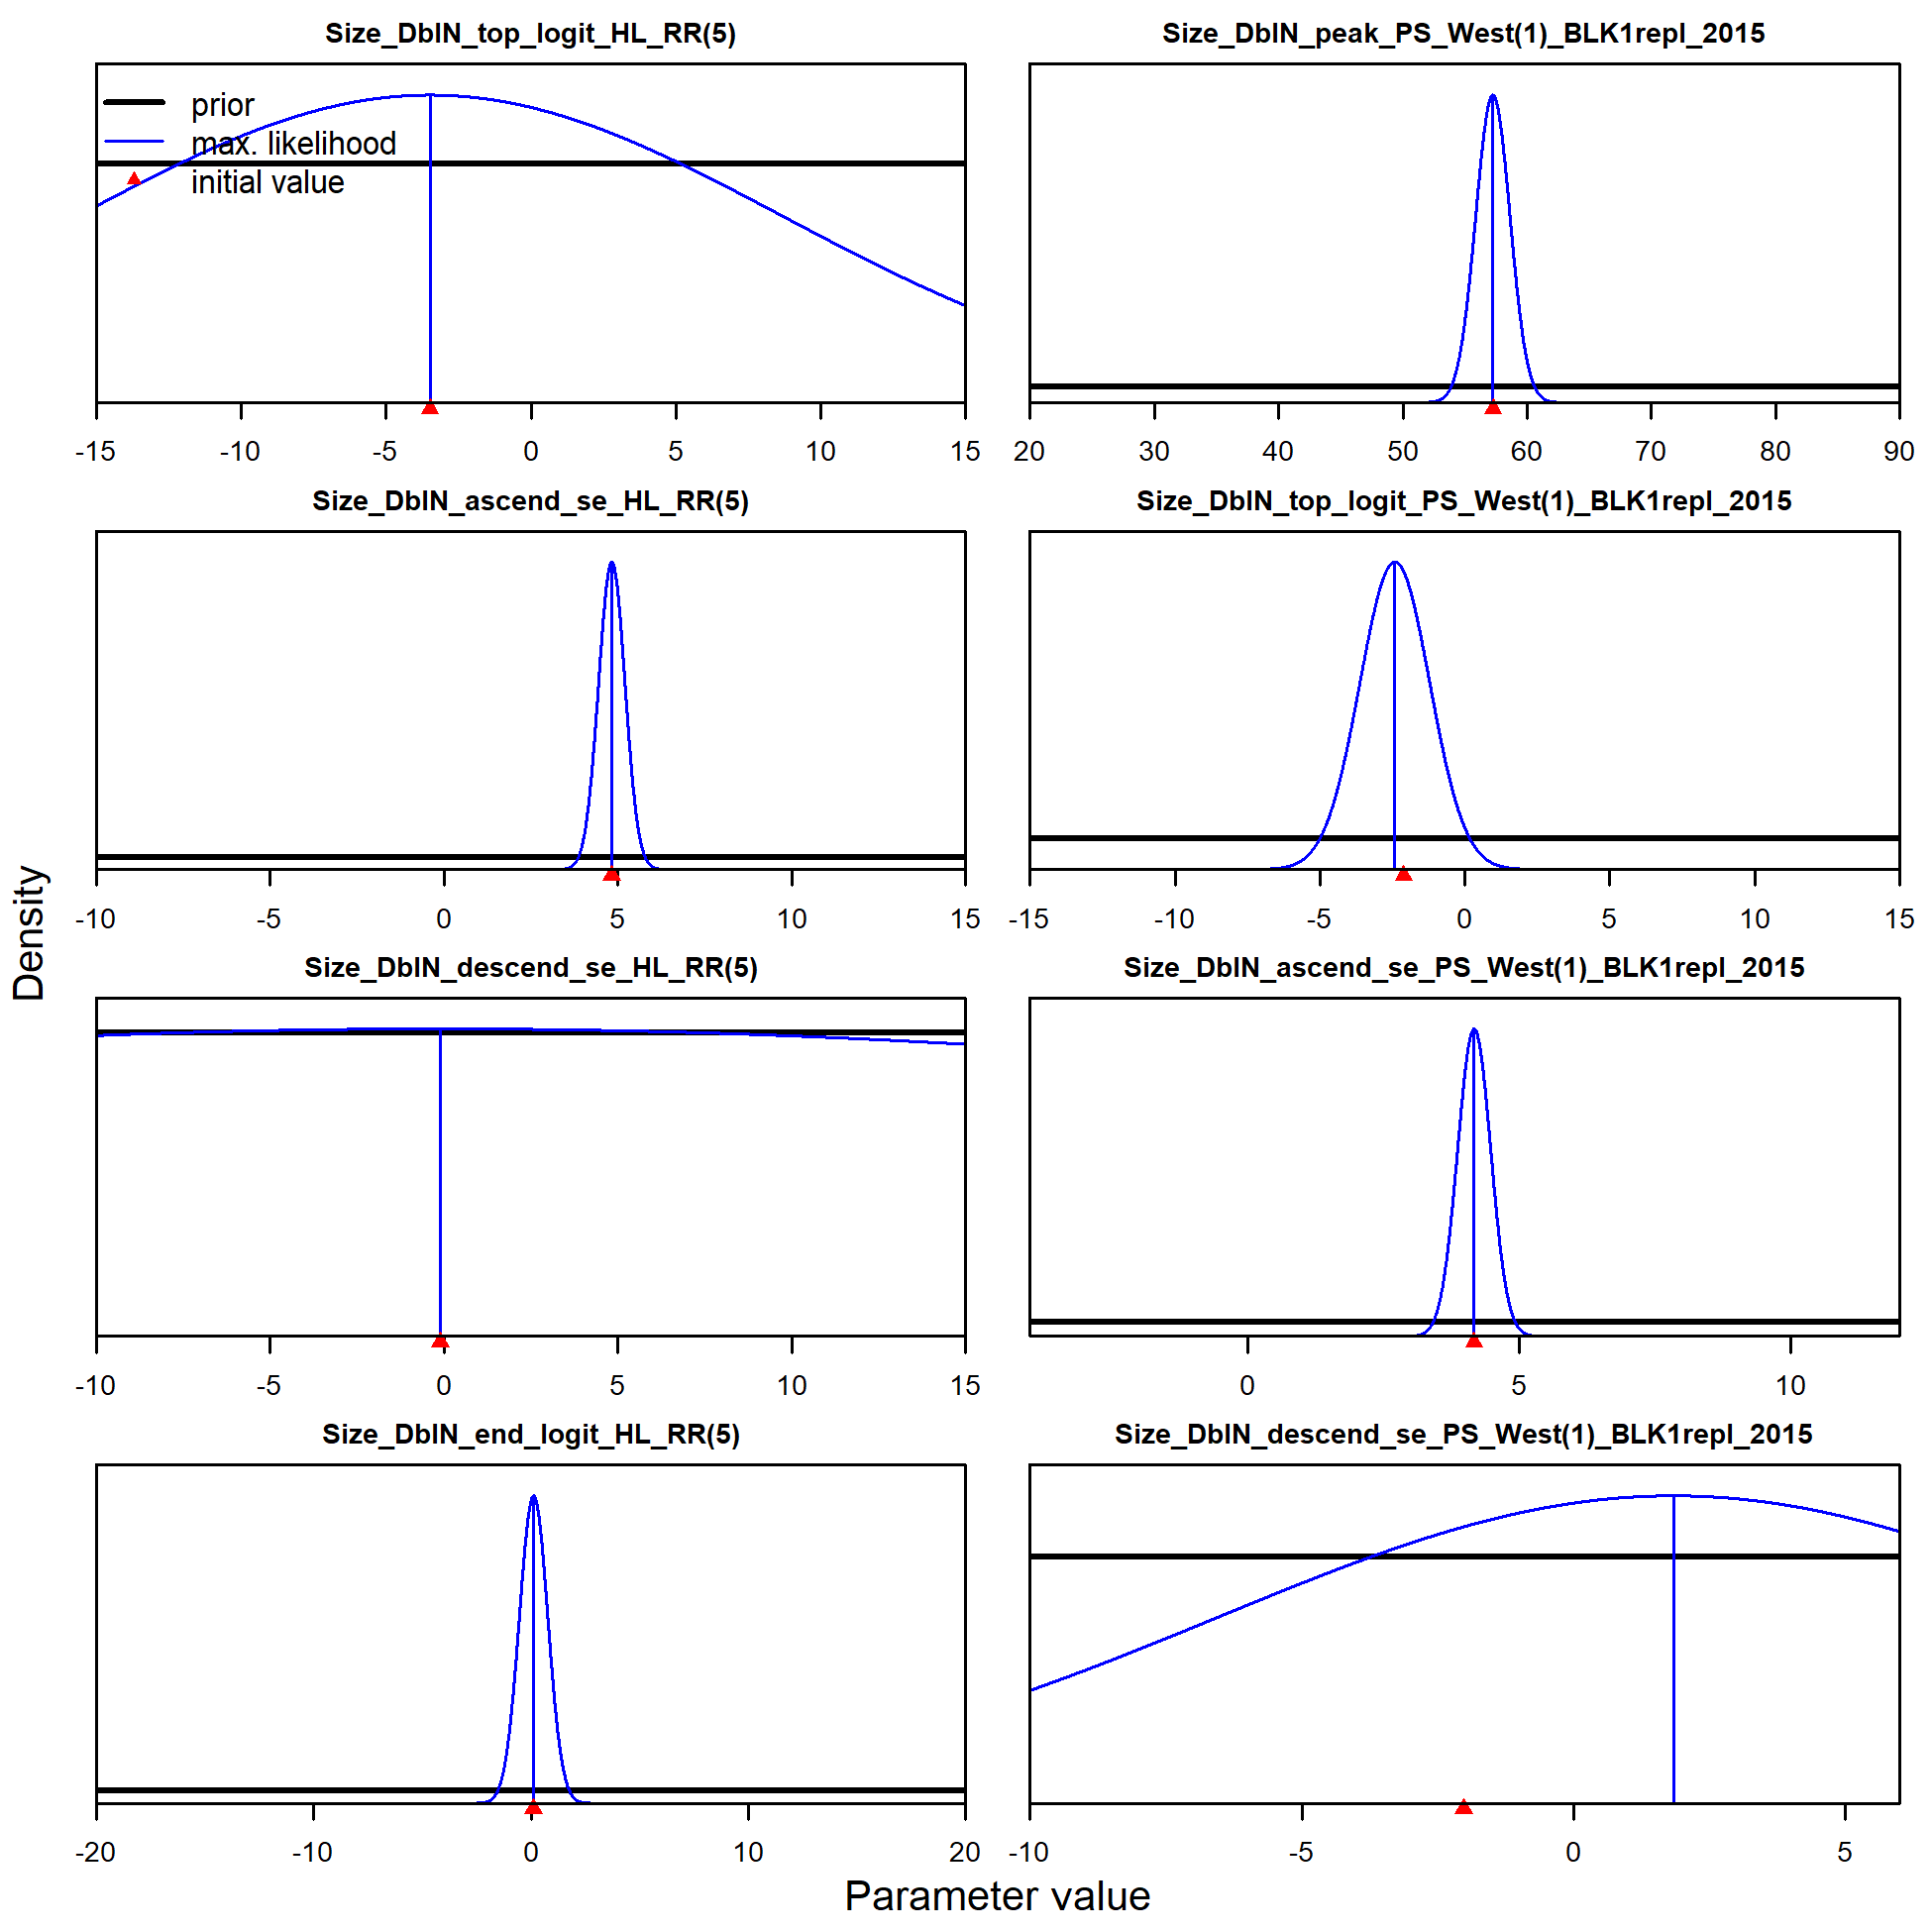 Size_DblN_top_logit_HL_RR(5)
prior
max. likelihood
initial value
-15 -10 -5 0 5 10 15
Size_DblN_peak_PS_West(1)_BLK1repl_2015
20 30 40 50 60 70 80 90
Size_DblN_ascend_se_HL_RR(5)
-10 -5 0 5 10 15
Size_DblN_top_logit_PS_West(1)_BLK1repl_2015
-15 -10 -5 0 5 10 15
Size_DblN_descend_se_HL_RR(5)
-10 -5 0 5 10 15
Size_DblN_ascend_se_PS_West(1)_BLK1repl_2015
0 5 10
Size_DblN_end_logit_HL_RR(5)
-20 -10 0 10 20
Size_DblN_descend_se_PS_West(1)_BLK1repl_2015
-10 -5 0 5
Density
Parameter value